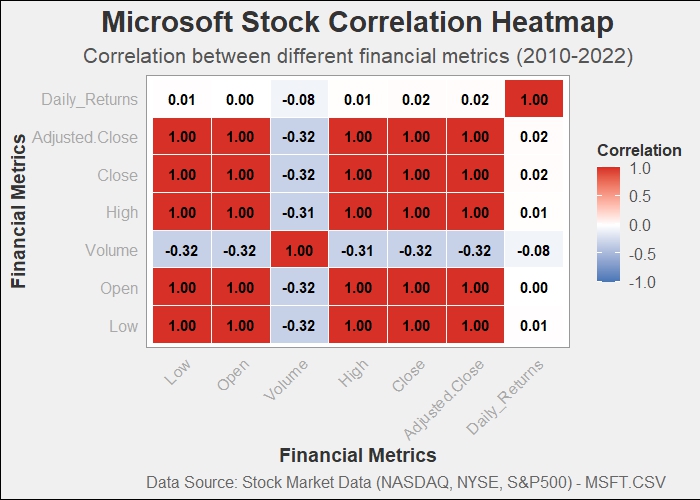 Microsoft Stock Correlation Heatmap
Correlation between different financial metrics (2010-2022)
Financial Metrics
Daily_Returns 0.01 0.00 -0.08 0.01 0.02 0.02 1.00
Adjusted.Close 1.00 1.00 -0.32 1.00 1.00 1.00 0.02
Close 1.00 1.00 -0.32 1.00 1.00 1.00 0.02
High 1.00 1.00 -0.31 1.00 1.00 1.00 0.01
Volume -0.32 -0.32 1.00 -0.31 -0.32 -0.32 -0.08
Open 1.00 1.00 -0.32 1.00 1.00 1.00 0.00
Low 1.00 1.00 -0.32 1.00 1.00 1.00 0.01
Low Open Volume High Close Adjusted.Close Daily_Returns
Financial Metrics
Correlation
1.0
0.5
0.0
-0.5
-1.0
Data Source: Stock Market Data (NASDAQ, NYSE, S&P500) - MSFT.CSV